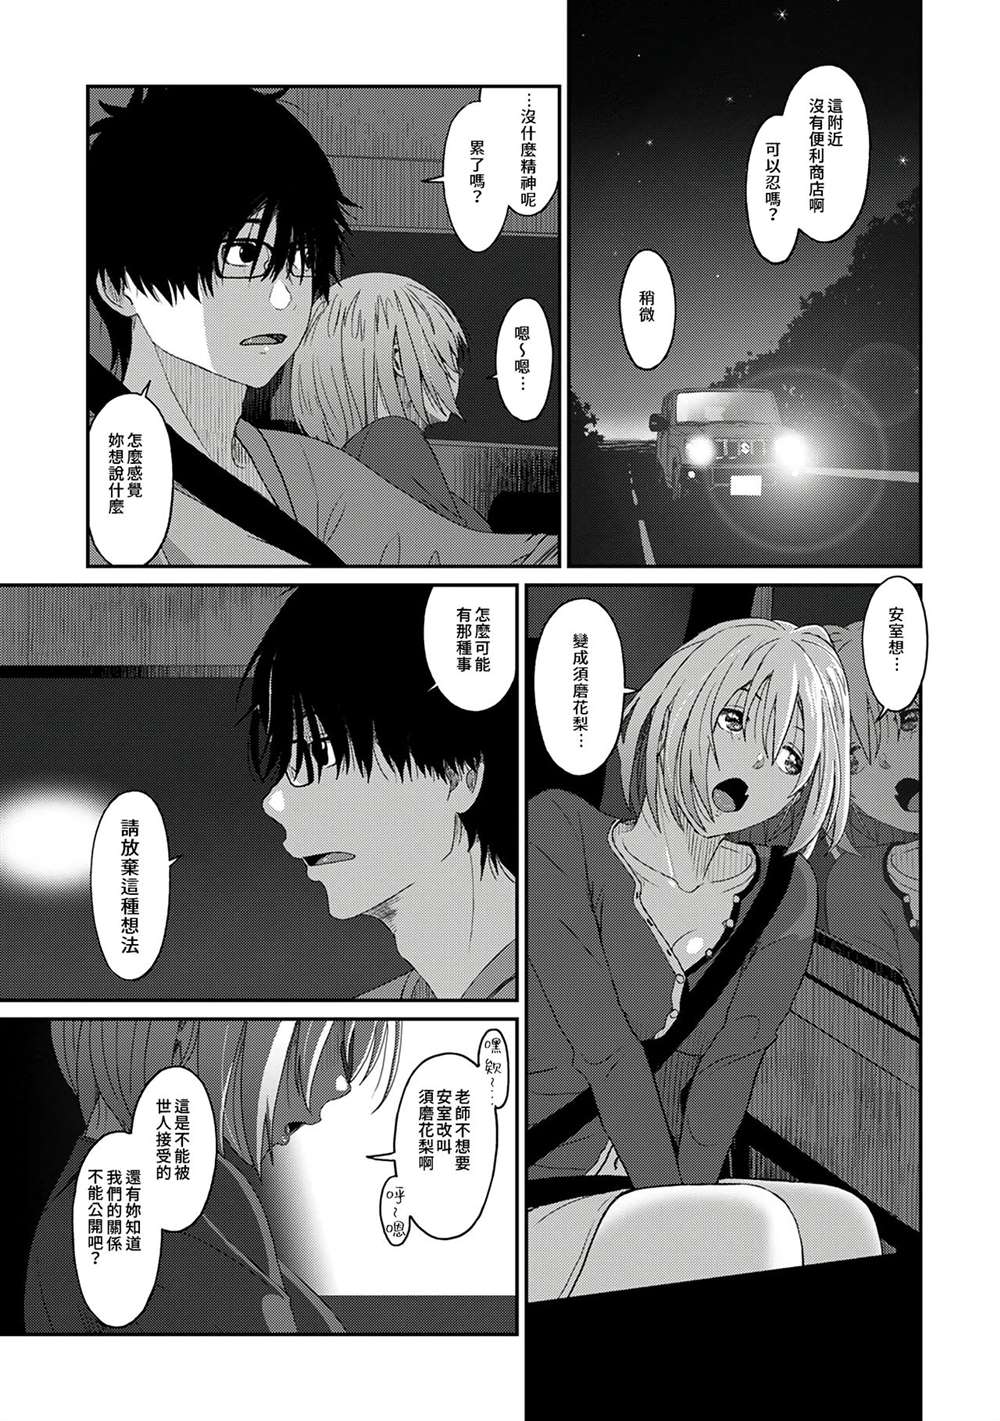 這附近
沒有便利商店啊
可以忍嗎？
稍微
…沒什麼精神呢
累了嗎？
嗯～嗯…
怎麼感覺
妳想說什麼
安室想…
變成須磨花梨…
怎麼可能
有那種事
請放棄這種想法
嘿欸～…
老師不想要
安室改叫
須磨花梨啊
呼～嗯
這是不能被
世人接受的
還有妳知道
我們的關係
不能公開吧？